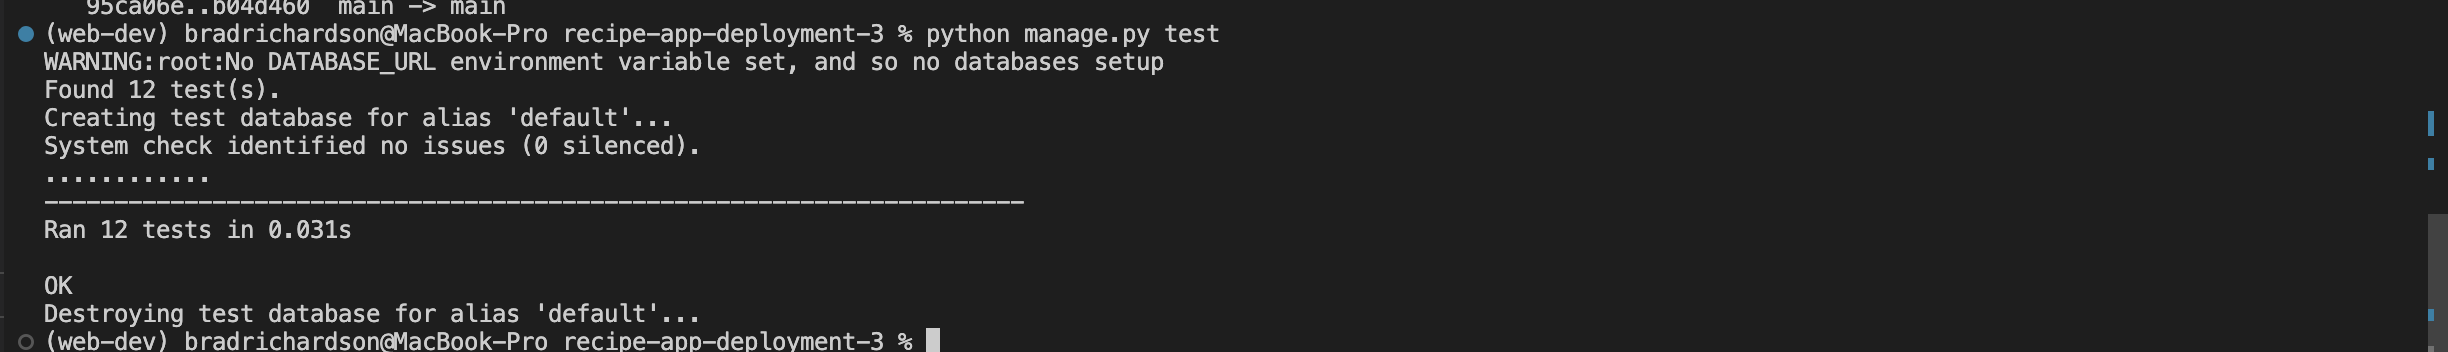 95ca06e..b04d460  main -> main
(web-dev) bradrichardson@MacBook-Pro recipe-app-deployment-3 % python manage.py test
WARNING:root:No DATABASE_URL environment variable set, and so no databases setup
Found 12 test(s).
Creating test database for alias 'default'...
System check identified no issues (0 silenced).
............
----------------------------------------------------------------------
Ran 12 tests in 0.031s
OK
Destroying test database for alias 'default'...
(web-dev) bradrichardson@MacBook-Pro recipe-app-deployment-3 %